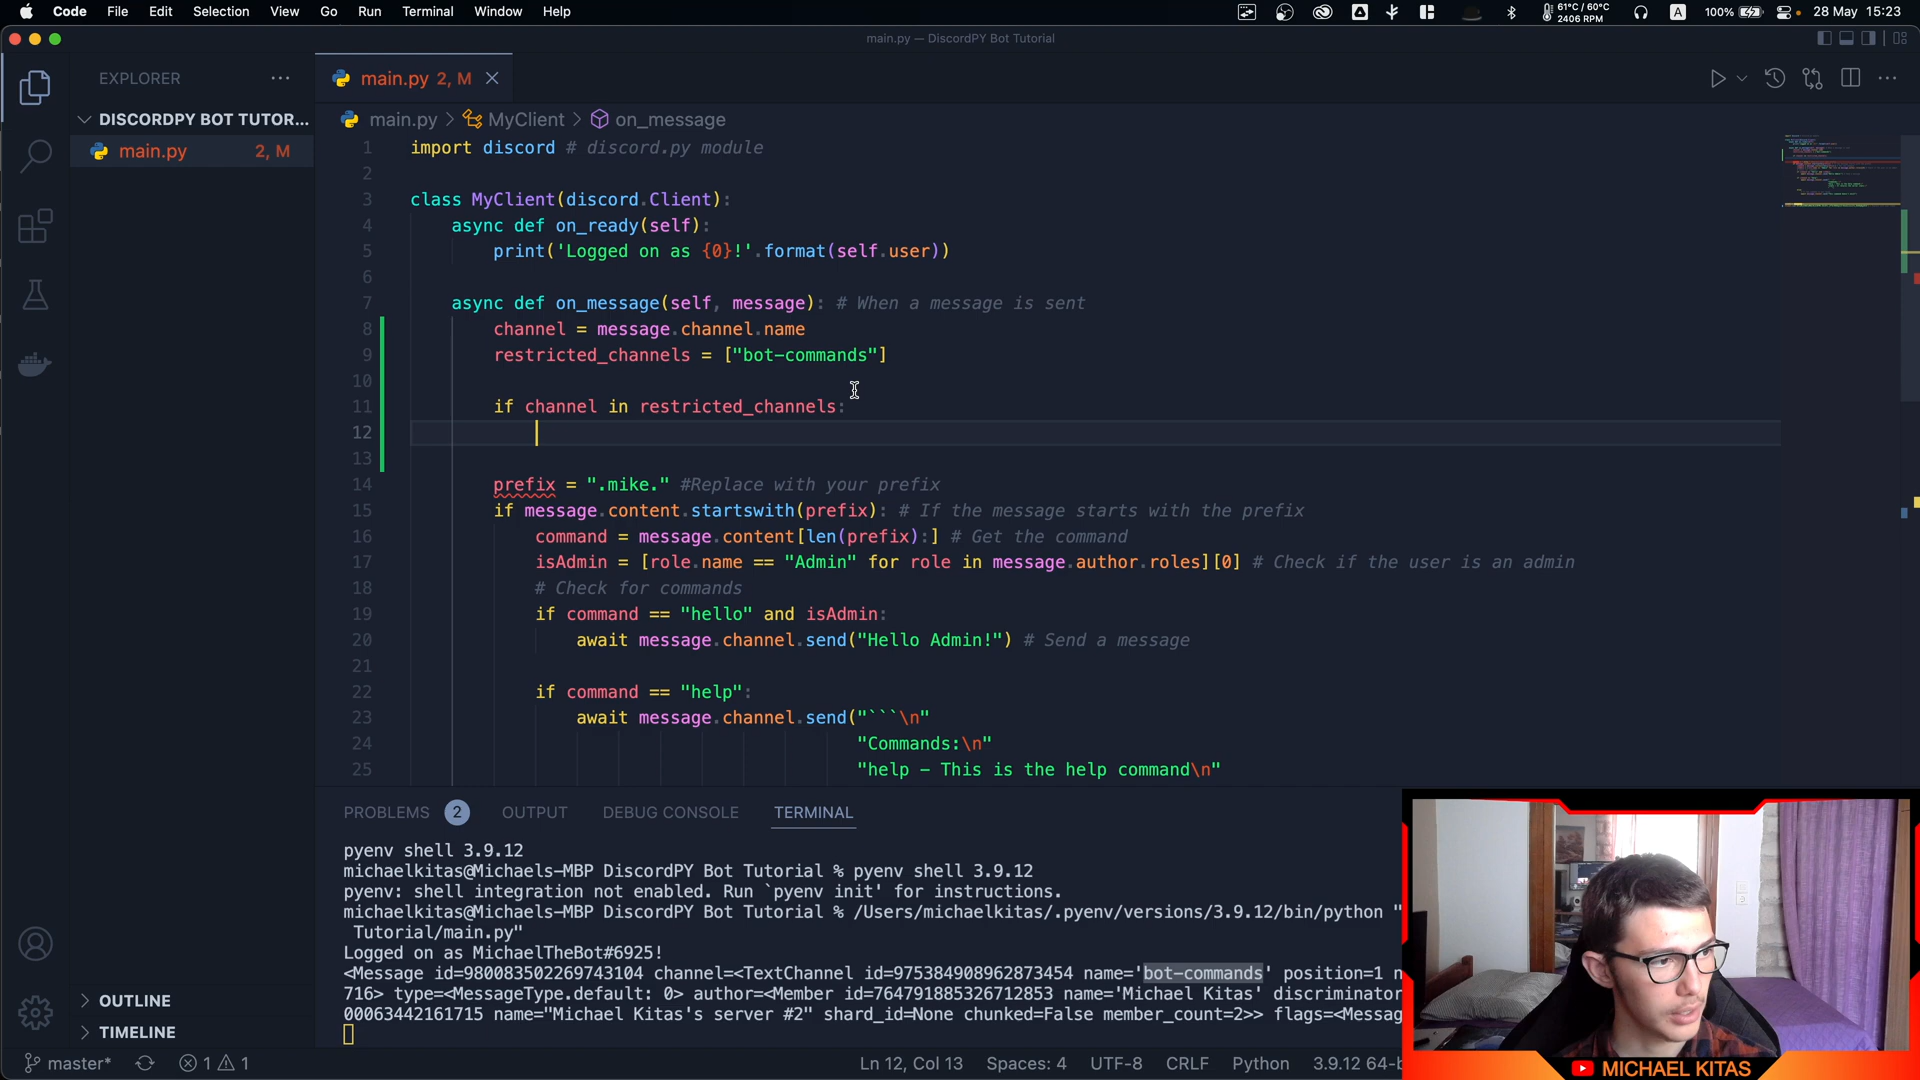 Code File Edit Selection View Go Run Terminal Window Help
61°C / 60°C
2406 RPM
A 100% 28 May 15:23
main.py — DiscordPY Bot Tutorial
EXPLORER
DISCORDPY BOT TUTOR...
main.py 2, M
main.py 2, M
main.py > MyClient > on_message
1 import discord # discord.py module
2
3 class MyClient(discord.Client):
4 async def on_ready(self):
5 print('Logged on as {0}!'.format(self.user))
6
7 async def on_message(self, message): # When a message is sent
8 channel = message.channel.name
9 restricted_channels = ["bot-commands"]
10
11 if channel in restricted_channels:
12
13
14 prefix = ".mike." #Replace with your prefix
15 if message.content.startswith(prefix): # If the message starts with the prefix
16 command = message.content[len(prefix):] # Get the command
17 isAdmin = [role.name == "Admin" for role in message.author.roles][0] # Check if the user is an admin
18 # Check for commands
19 if command == "hello" and isAdmin:
20 await message.channel.send("Hello Admin!") # Send a message
21
22 if command == "help":
23 await message.channel.send("```\n"
24 "Commands:\n"
25 "help – This is the help command\n"
PROBLEMS 2 OUTPUT DEBUG CONSOLE TERMINAL
pyenv shell 3.9.12
michaelkitas@Michaels-MBP DiscordPY Bot Tutorial % pyenv shell 3.9.12
pyenv: shell integration not enabled. Run `pyenv init' for instructions.
michaelkitas@Michaels-MBP DiscordPY Bot Tutorial % /Users/michaelkitas/.pyenv/versions/3.9.12/bin/python "
Tutorial/main.py"
Logged on as MichaelTheBot#6925!
<Message id=980083502269743104 channel=<TextChannel id=975384908962873454 name='bot-commands' position=1 n
716> type=<MessageType.default: 0> author=<Member id=764791885326712853 name='Michael Kitas' discriminator
00063442161715 name="Michael Kitas's server #2" shard_id=None chunked=False member_count=2>> flags=<Messag
OUTLINE
TIMELINE
master* 1 1 Ln 12, Col 13 Spaces: 4 UTF-8 CRLF Python 3.9.12 64-b
MICHAEL KITAS